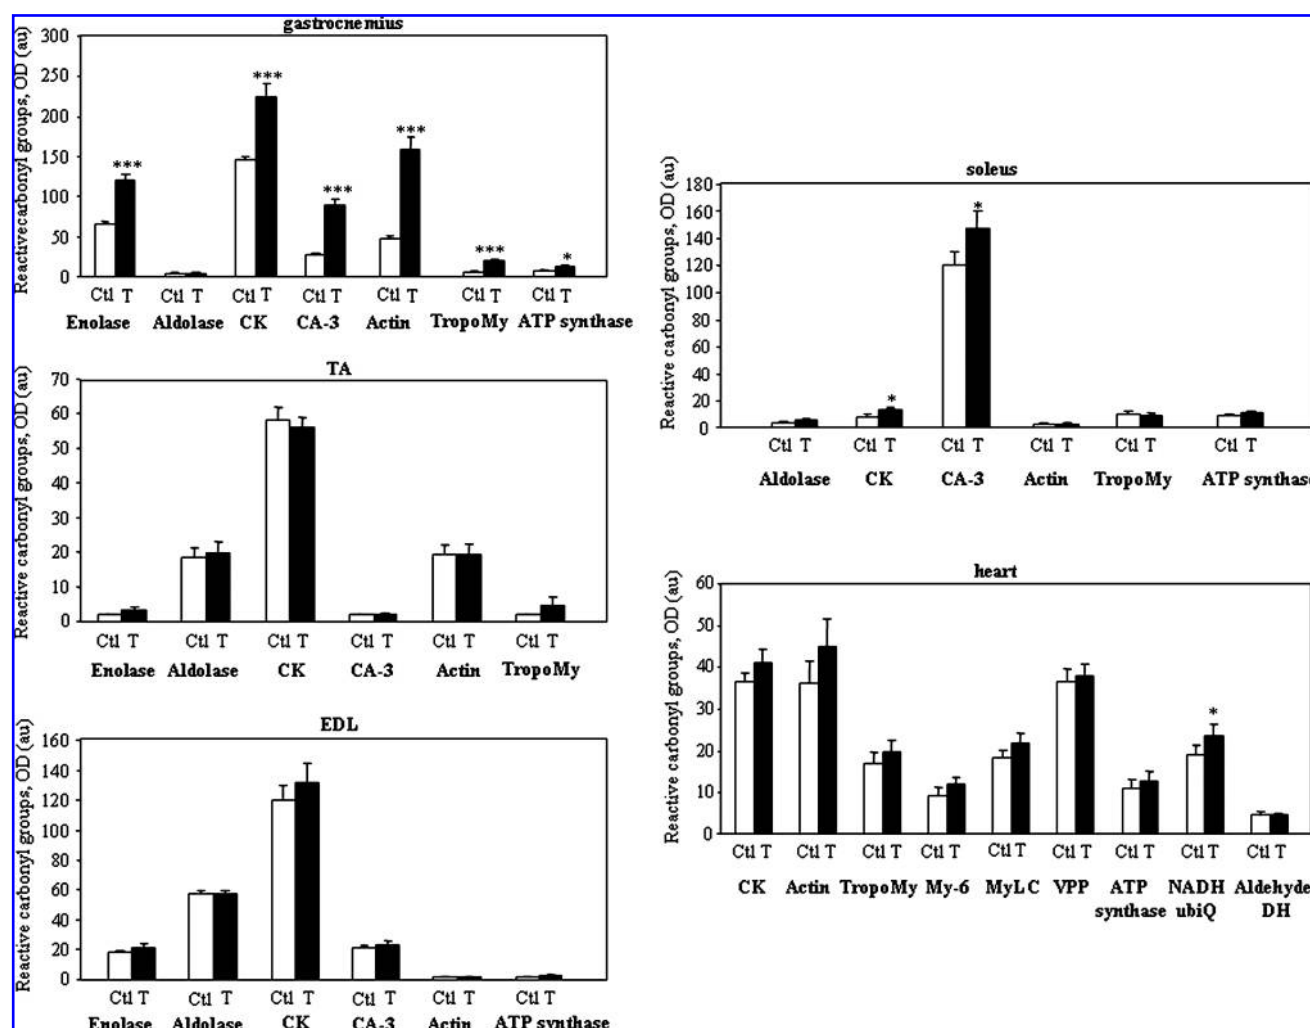 gastrocnemius
Reactivecarbonyl groups, OD (au)
300
250
200
150
100
50
0
*** *** *** *** *** *
Ctl T Ctl T Ctl T Ctl T Ctl T Ctl T Ctl T
Enolase Aldolase CK CA-3 Actin TropoMy ATP synthase
TA
Reactive carbonyl groups, OD (au)
70
60
50
40
30
20
10
0
Ctl T Ctl T Ctl T Ctl T Ctl T Ctl T
Enolase Aldolase CK CA-3 Actin TropoMy
EDL
Reactive carbonyl groups, OD (au)
160
140
120
100
80
60
40
20
0
Ctl T Ctl T Ctl T Ctl T Ctl T Ctl T
Enolase Aldolase CK CA-3 Actin ATP synthase
soleus
Reactive carbonyl groups, OD (au)
180
160
140
120
100
80
60
40
20
0
* *
Ctl T Ctl T Ctl T Ctl T Ctl T Ctl T
Aldolase CK CA-3 Actin TropoMy ATP synthase
heart
Reactive carbonyl groups, OD (au)
60
50
40
30
20
10
0
*
Ctl T Ctl T Ctl T Ctl T Ctl T Ctl T Ctl T Ctl T Ctl T
CK Actin TropoMy My-6 MyLC VPP ATP NADH Aldehyde
synthase ubiQ DH